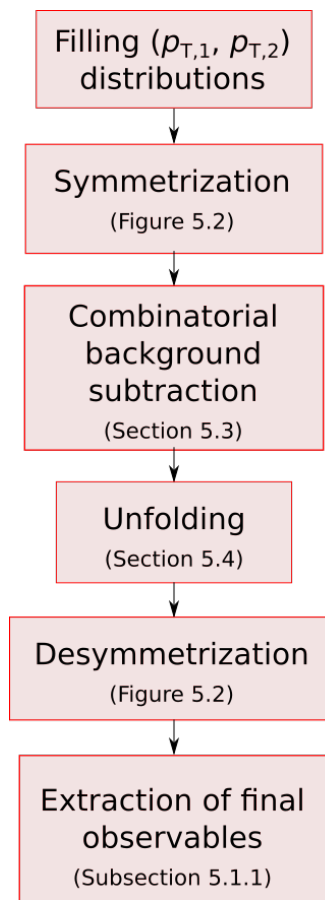 Filling (pT,1, pT,2)
distributions
Symmetrization
(Figure 5.2)
Combinatorial
background
subtraction
(Section 5.3)
Unfolding
(Section 5.4)
Desymmetrization
(Figure 5.2)
Extraction of final
observables
(Subsection 5.1.1)